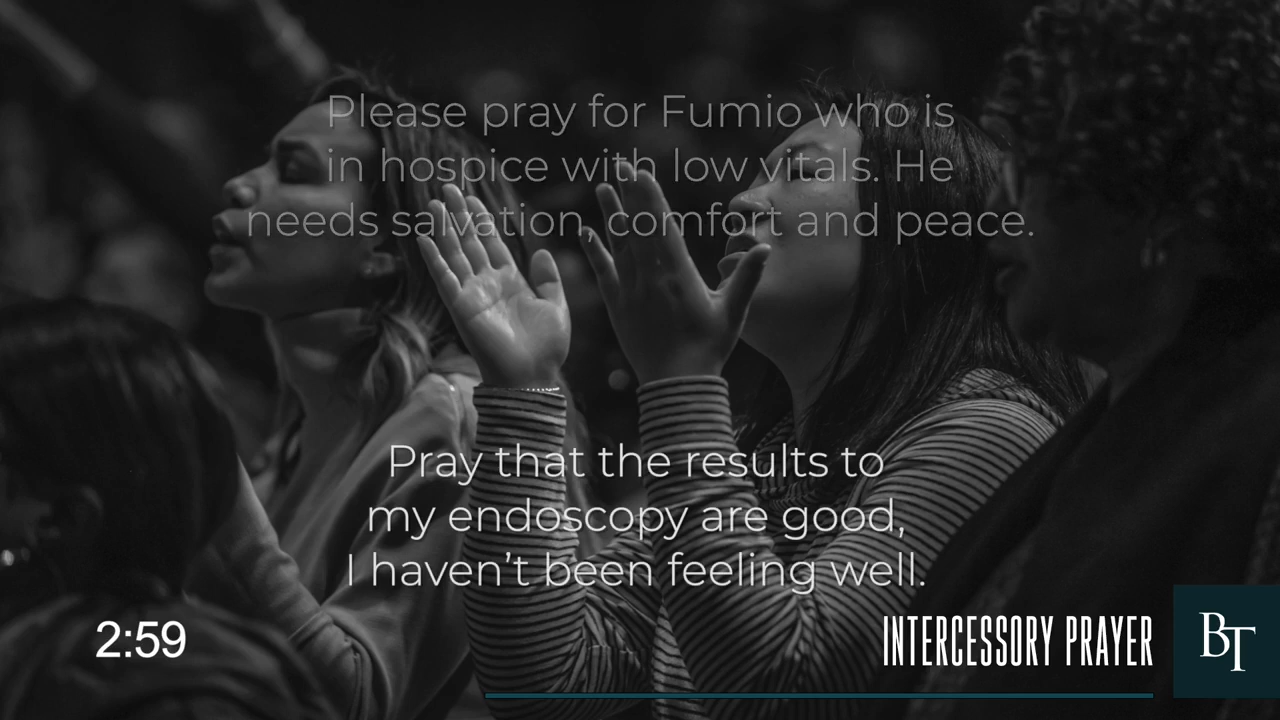 Please pray for Fumio who is
in hospice with low vitals. He
needs salvation, comfort and peace.
Pray that the results to
my endoscopy are good,
I haven't been feeling well.
2:59
INTERCESSORY PRAYER
BT